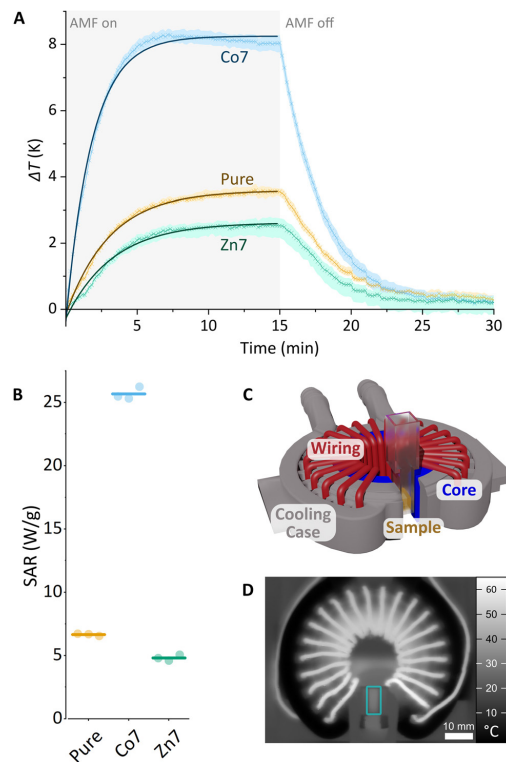 A
AMF on
AMF off
Co7
Pure
Zn7
ΔT (K)
8
6
4
2
0
5
10
15
20
25
30
Time (min)
B
SAR (W/g)
25
20
15
10
5
0
Pure
Co7
Zn7
C
Wiring
Core
Cooling
Case
Sample
D
60
50
40
30
20
10
°C
10 mm